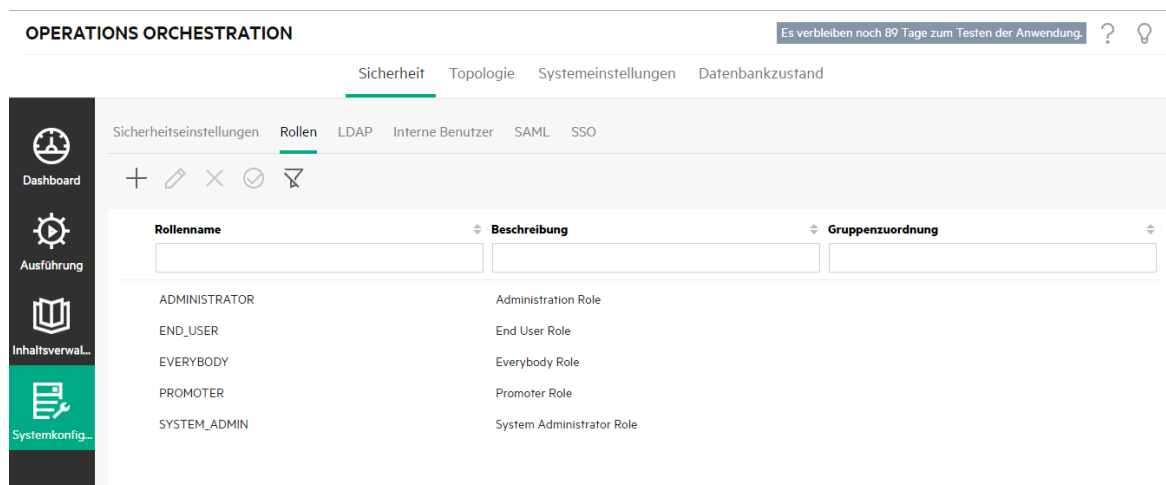 OPERATIONS ORCHESTRATION
Es verbleiben noch 89 Tage zum Testen der Anwendung.
Sicherheit Topologie Systemeinstellungen Datenbankzustand
Sicherheitseinstellungen Rollen LDAP Interne Benutzer SAML SSO
Dashboard
Ausführung
Inhaltsverwal...
Systemkonfig...
Rollenname Beschreibung Gruppenzuordnung
ADMINISTRATOR Administration Role
END_USER End User Role
EVERYBODY Everybody Role
PROMOTER Promoter Role
SYSTEM_ADMIN System Administrator Role